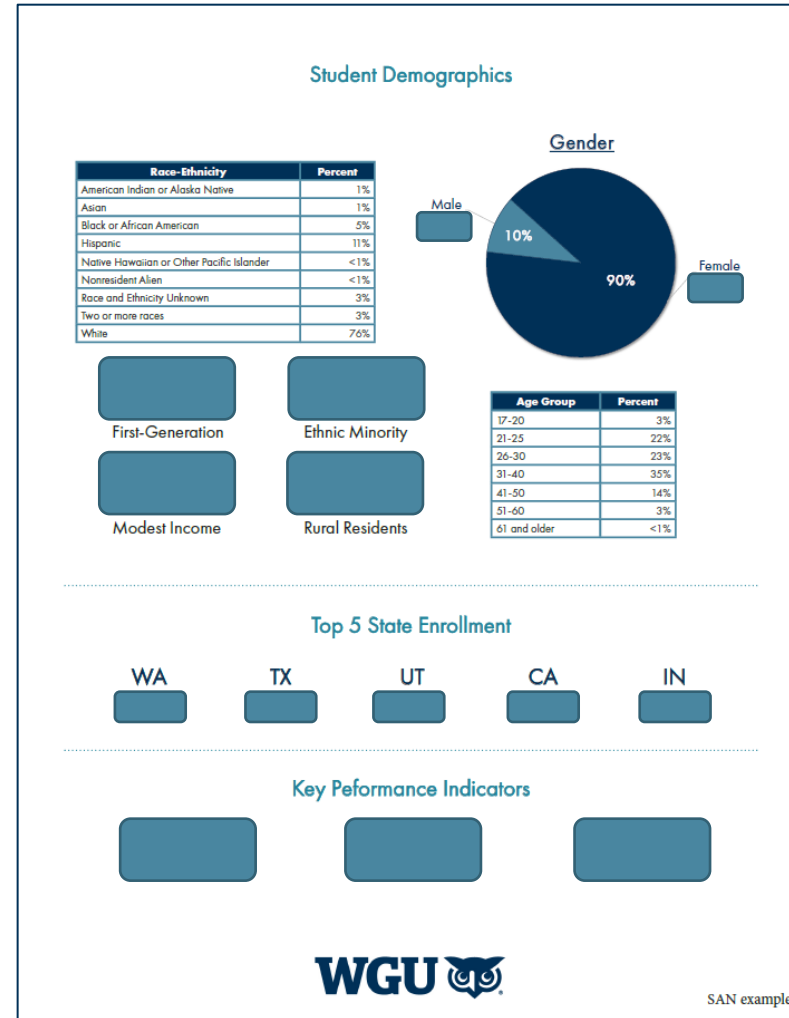 Student Demographics
Gender
Race-Ethnicity Percent
American Indian or Alaska Native 1%
Asian 1%
Black or African American 5%
Hispanic 11%
Native Hawaiian or Other Pacific Islander <1%
Nonresident Alien <1%
Race and Ethnicity Unknown 3%
Two or more races 3%
White 76%
Male
10%
90%
Female
First-Generation
Ethnic Minority
Modest Income
Rural Residents
Age Group Percent
17-20 3%
21-25 22%
26-30 23%
31-40 35%
41-50 14%
51-60 3%
61 and older <1%
Top 5 State Enrollment
WA TX UT CA IN
Key Peformance Indicators
WGU
SAN example